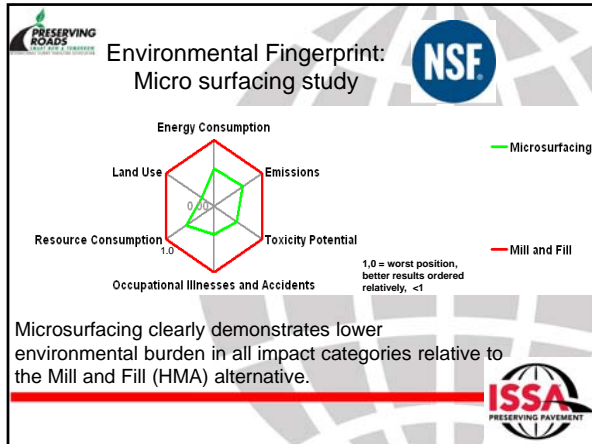 PRESERVING
ROADS
Environmental Fingerprint:
Micro surfacing study
NSF®
Energy Consumption
Microsurfacing
Land Use
Emissions
0.00
Resource Consumption
1.0
Toxicity Potential
Mill and Fill
1,0 = worst position,
better results ordered
relatively, <1
Occupational Illnesses and Accidents
Microsurfacing clearly demonstrates lower
environmental burden in all impact categories relative to
the Mill and Fill (HMA) alternative.
ISSA
PRESERVING PAVEMENT